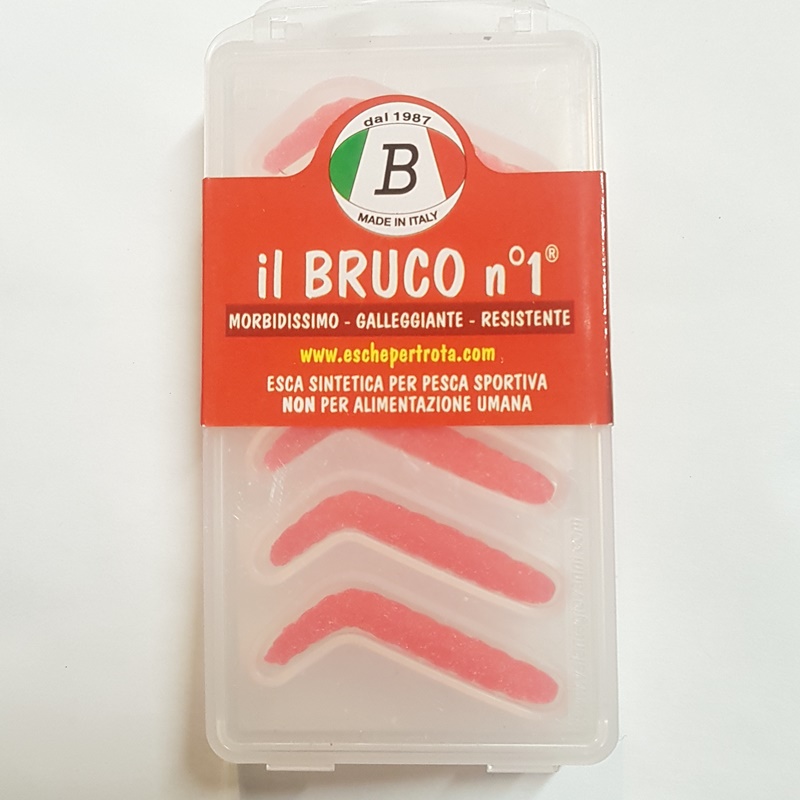 dal 1987
B
MADE IN ITALY
il BRUCO n°1®
MORBIDISSIMO - GALLEGGIANTE - RESISTENTE
www.eschepertrota.com
ESCA SINTETICA PER PESCA SPORTIVA
NON PER ALIMENTAZIONE UMANA